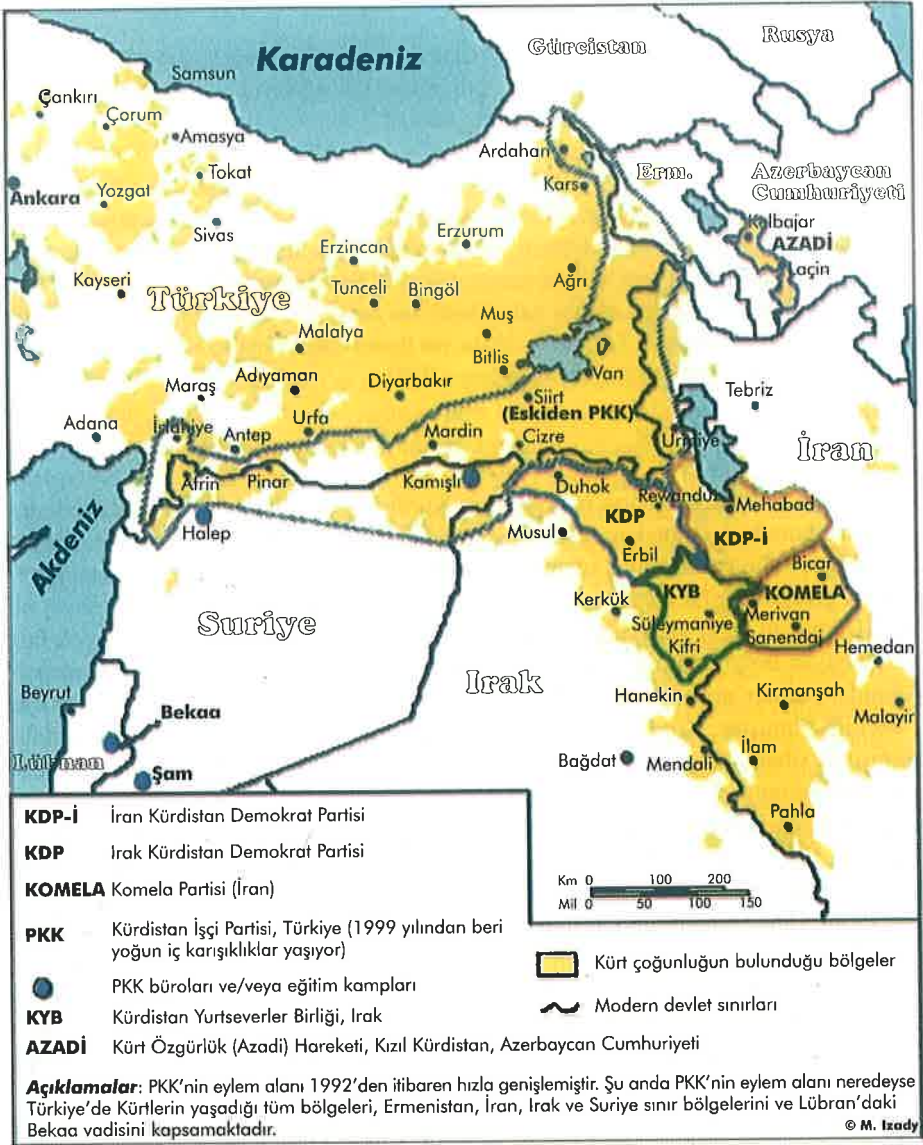 Karadeniz
Gürcistan
Rusya
Samsun
Çankırı
Çorum
Amasya
Ardahan
Erm.
Azerbaycan
Cumhuriyeti
Ankara
Yozgat
Tokat
Kars
Kelbajar
AZADİ
Sivas
Erzincan
Erzurum
Laçin
Kayseri
Türkiye
Tunceli
Bingöl
Ağrı
Malatya
Muş
Bitlis
Van
Maraş
Adıyaman
Diyarbakır
Siirt
(Eskiden PKK)
Tebriz
Adana
İslahiye
Antep
Urfa
Mardin
Cizre
Urmiye
İran
Afrin
Pınar
Kamışlı
Duhok
Rewanduz
Mehabad
Akdeniz
Halep
Musul
KDP
Erbil
KDP-İ
Bicar
Kerkük
KYB
KOMELA
Merivan
Suriye
Süleymaniye
Sanendaj
Kifri
Hemedan
Irak
Beyrut
Bekaa
Hanekin
Kirmanşah
Malayir
Lübnan
Şam
Bağdat
Mendali
İlam
Pahla
KDP-İ İran Kürdistan Demokrat Partisi
KDP Irak Kürdistan Demokrat Partisi
KOMELA Komela Partisi (İran)
Km 0 100 200
Mil 0 50 100 150
PKK Kürdistan İşçi Partisi, Türkiye (1999 yılından beri
yoğun iç karışıklıklar yaşıyor)
PKK büroları ve/veya eğitim kampları
KYB Kürdistan Yurtseverler Birliği, Irak
Kürt çoğunluğun bulunduğu bölgeler
Modern devlet sınırları
AZADİ Kürt Özgürlük (Azadi) Hareketi, Kızıl Kürdistan, Azerbaycan Cumhuriyeti
Açıklamalar: PKK'nin eylem alanı 1992'den itibaren hızla genişlemiştir. Şu anda PKK'nin eylem alanı neredeyse
Türkiye'de Kürtlerin yaşadığı tüm bölgeleri, Ermenistan, İran, Irak ve Suriye sınır bölgelerini ve Lübran'daki
Bekaa vadisini kapsamaktadır.
© M. Izady